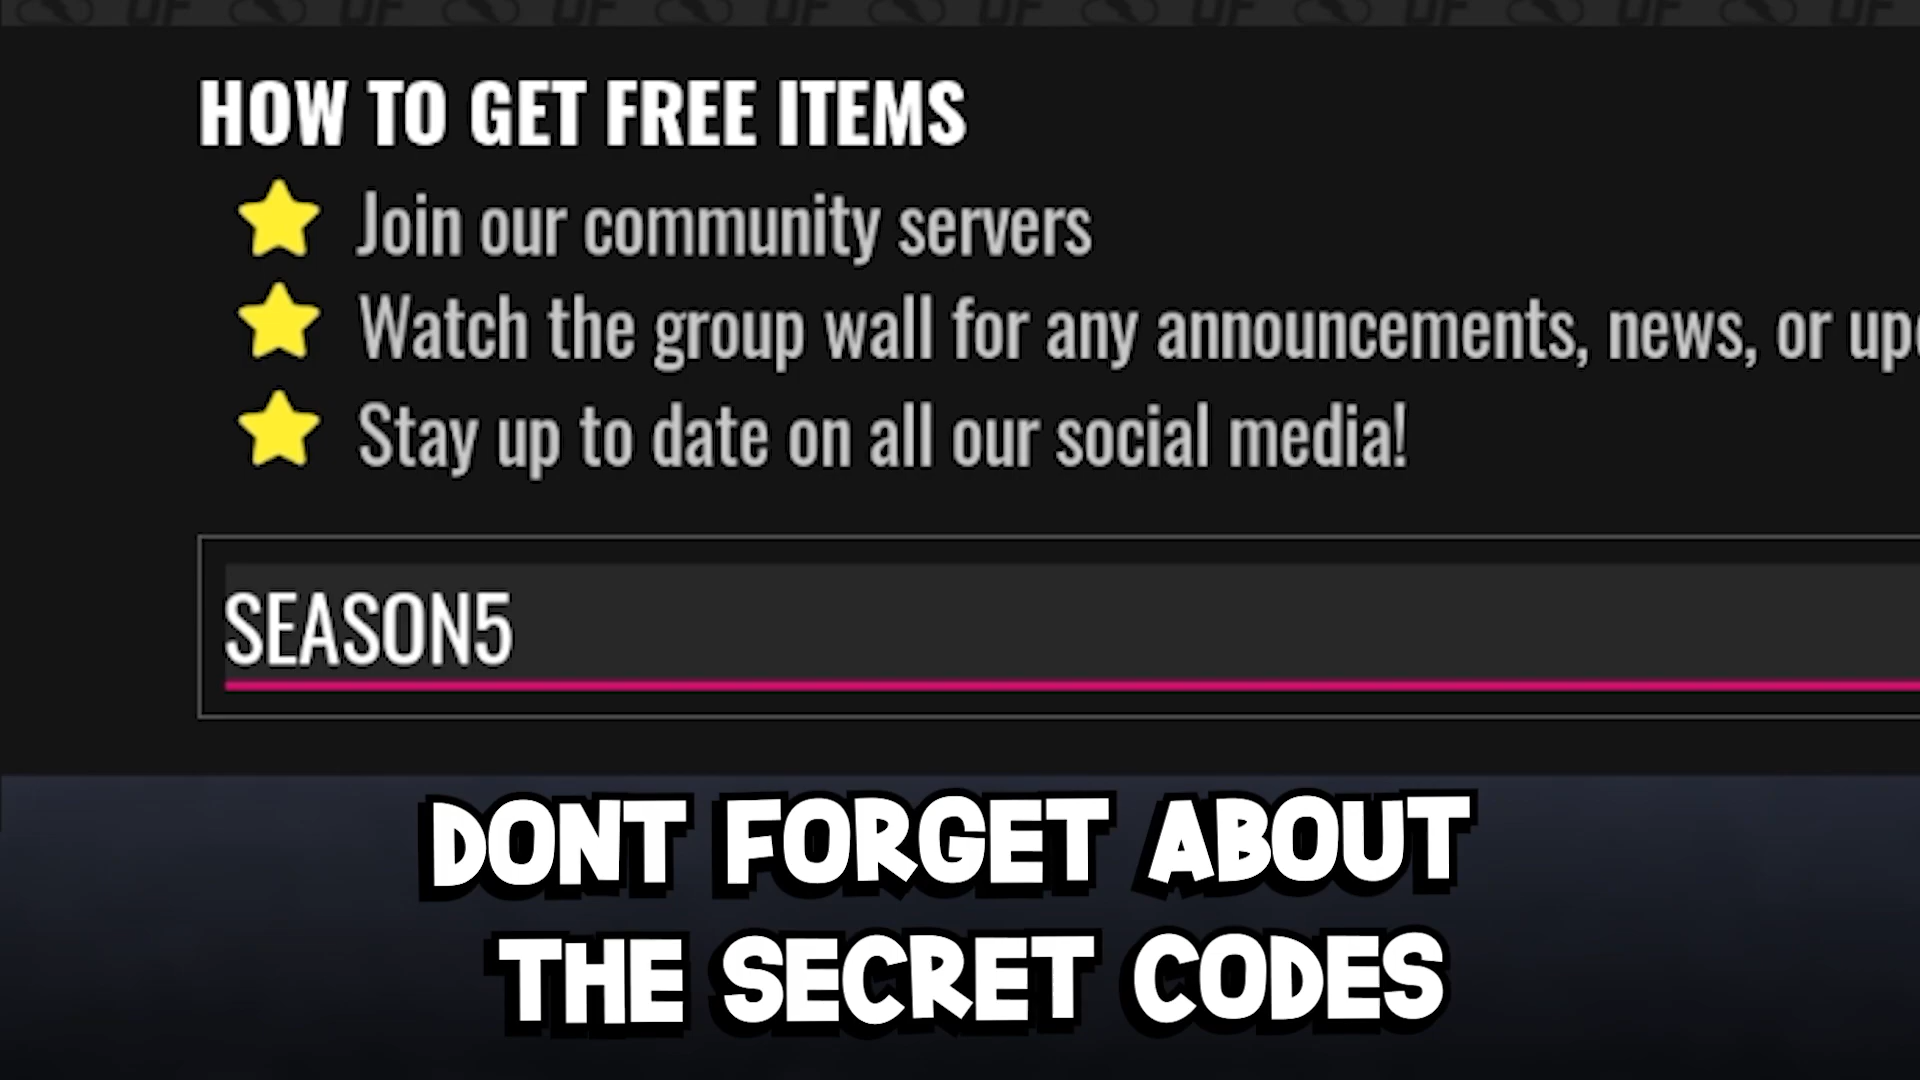 HOW TO GET FREE ITEMS
Join our community servers
Watch the group wall for any announcements, news, or
Stay up to date on all our social media!
SEASON5
DONT FORGET ABOUT
THE SECRET CODES